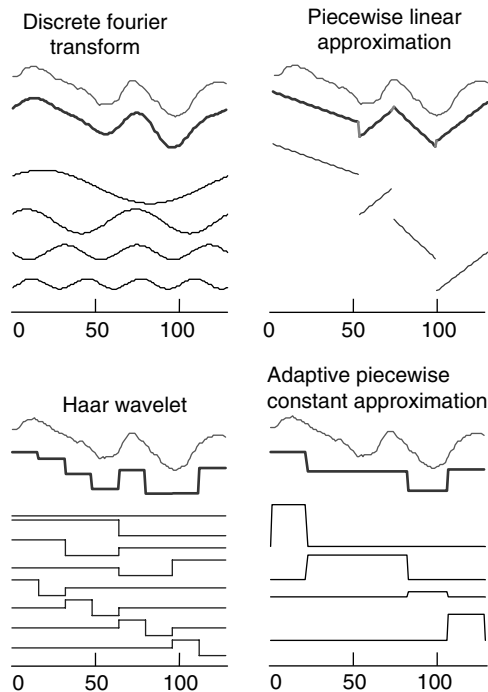 Discrete fourier
transform
Piecewise linear
approximation
0 50 100
0 50 100
Haar wavelet
Adaptive piecewise
constant approximation
0 50 100
0 50 100